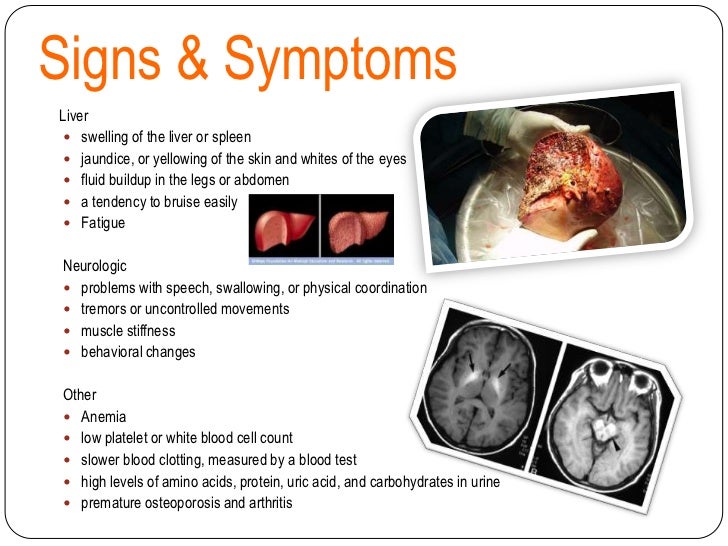 Signs & Symptoms
Liver
swelling of the liver or spleen
jaundice, or yellowing of the skin and whites of the eyes
fluid buildup in the legs or abdomen
a tendency to bruise easily
Fatigue
Neurologic
problems with speech, swallowing, or physical coordination
tremors or uncontrolled movements
muscle stiffness
behavioral changes
Other
Anemia
low platelet or white blood cell count
slower blood clotting, measured by a blood test
high levels of amino acids, protein, uric acid, and carbohydrates in urine
premature osteoporosis and arthritis